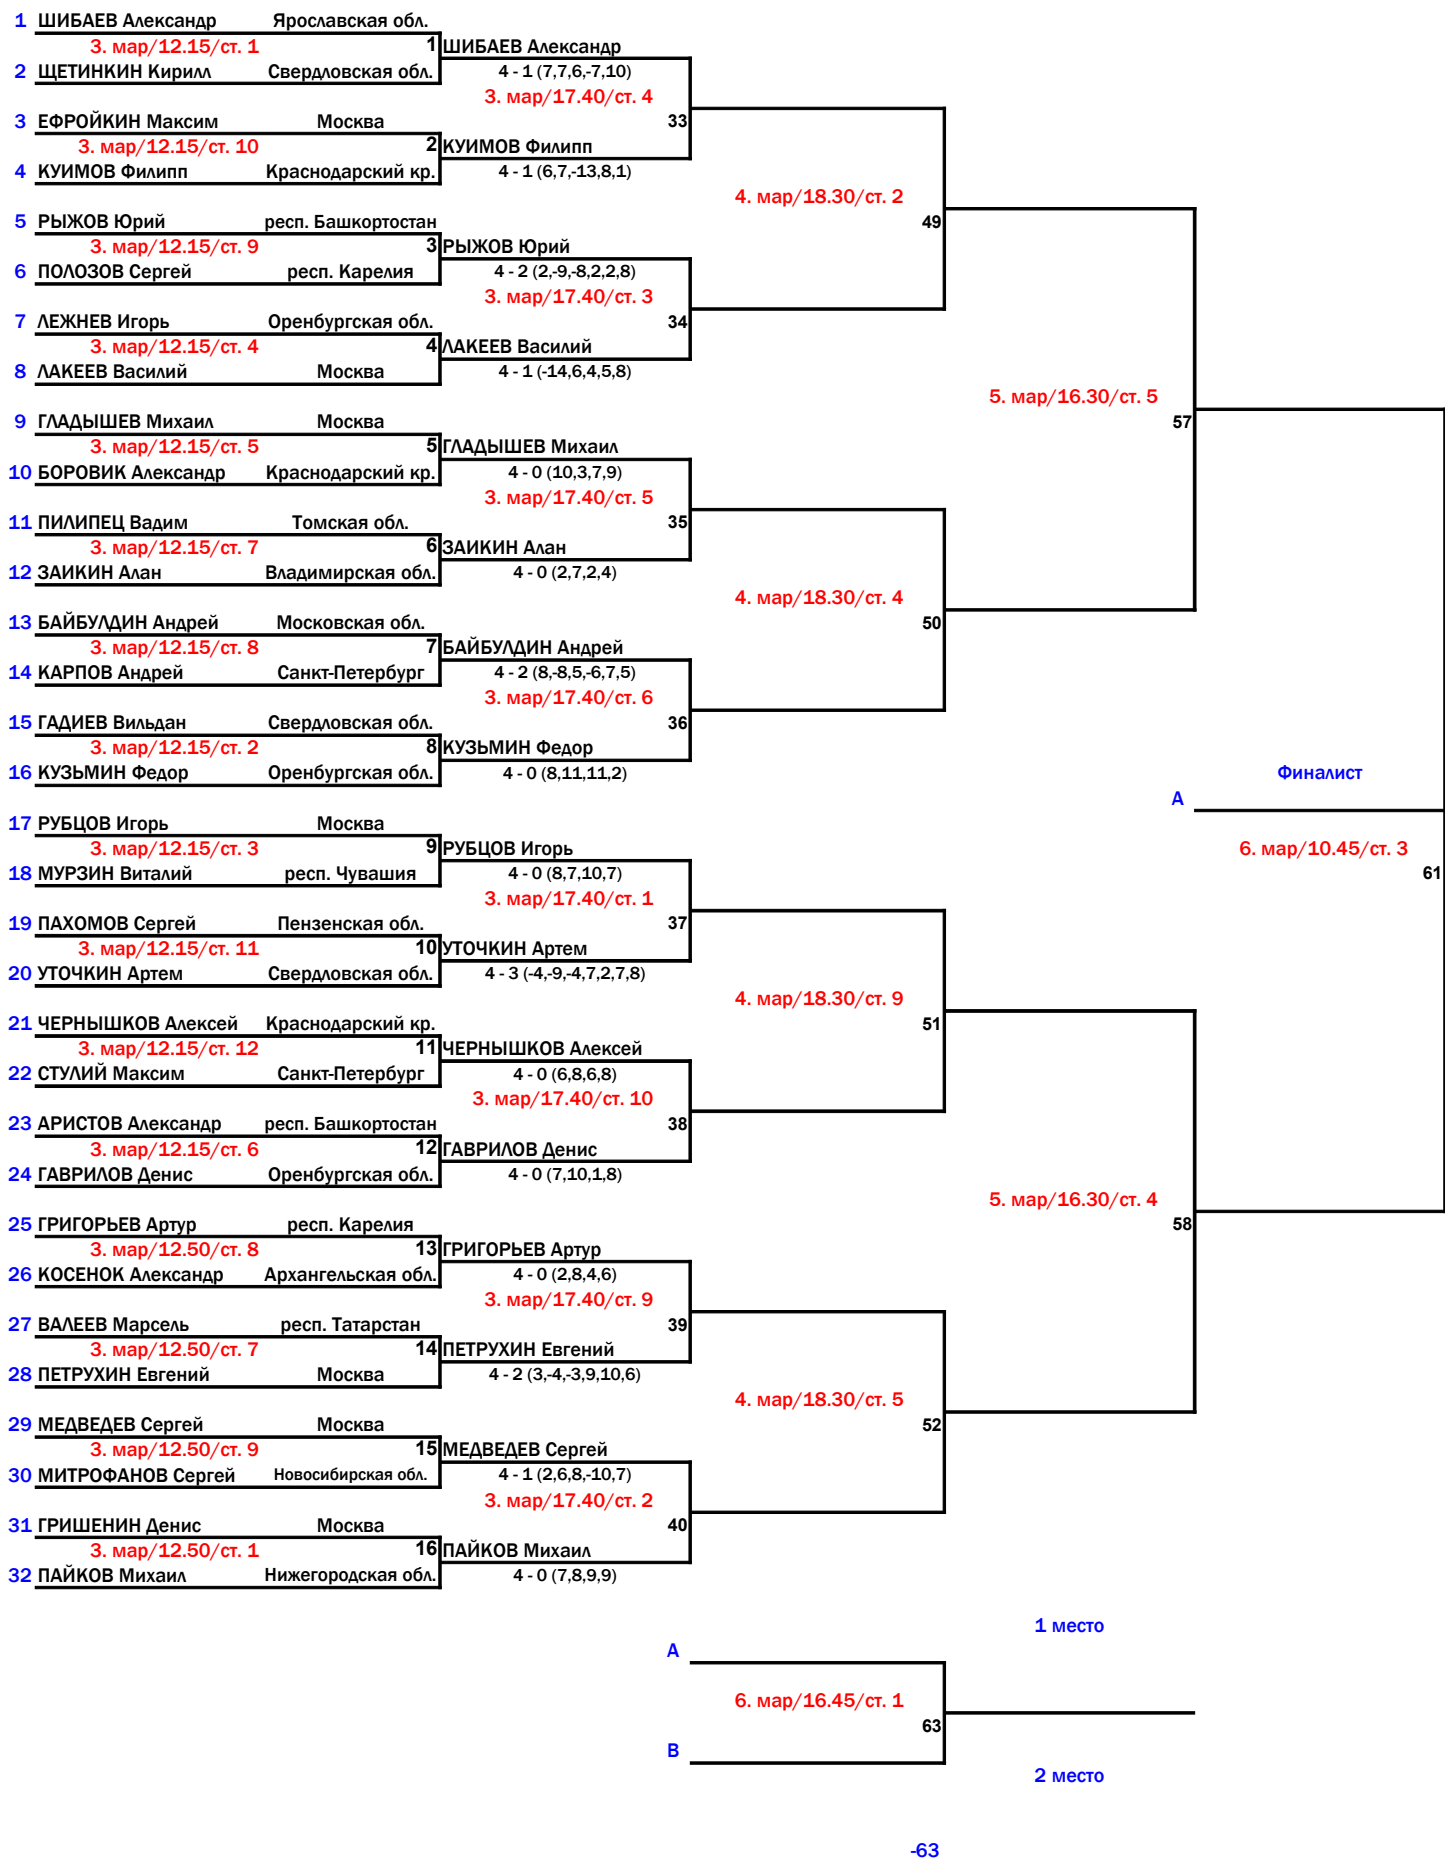 1 ШИБАЕВ Александр Ярославская обл.
3. мар/12.15/ст. 1 1 ШИБАЕВ Александр
2 ЩЕТИНКИН Кирилл Свердловская обл. 4 - 1 (7,7,6,-7,10)
3. мар/17.40/ст. 4
3 ЕФРОЙКИН Максим Москва 33
3. мар/12.15/ст. 10 2 КУИМОВ Филипп
4 КУИМОВ Филипп Краснодарский кр. 4 - 1 (6,7,-13,8,1)
4. мар/18.30/ст. 2
5 РЫЖОВ Юрий респ. Башкортостан 49
3. мар/12.15/ст. 9 3 РЫЖОВ Юрий
6 ПОЛОЗОВ Сергей респ. Карелия 4 - 2 (2,-9,-8,2,2,8)
3. мар/17.40/ст. 3
7 ЛЕЖНЕВ Игорь Оренбургская обл. 34
3. мар/12.15/ст. 4 4 ЛАКЕЕВ Василий
8 ЛАКЕЕВ Василий Москва 4 - 1 (-14,6,4,5,8)
5. мар/16.30/ст. 5
9 ГЛАДЫШЕВ Михаил Москва 57
3. мар/12.15/ст. 5 5 ГЛАДЫШЕВ Михаил
10 БОРОВИК Александр Краснодарский кр. 4 - 0 (10,3,7,9)
3. мар/17.40/ст. 5
11 ПИЛИПЕЦ Вадим Томская обл. 35
3. мар/12.15/ст. 7 6 ЗАИКИН Алан
12 ЗАИКИН Алан Владимирская обл. 4 - 0 (2,7,2,4)
4. мар/18.30/ст. 4
13 БАЙБУЛДИН Андрей Московская обл. 50
3. мар/12.15/ст. 8 7 БАЙБУЛДИН Андрей
14 КАРПОВ Андрей Санкт-Петербург 4 - 2 (8,-8,5,-6,7,5)
3. мар/17.40/ст. 6
15 ГАДИЕВ Вильдан Свердловская обл. 36
3. мар/12.15/ст. 2 8 КУЗЬМИН Федор
16 КУЗЬМИН Федор Оренбургская обл. 4 - 0 (8,11,11,2) Финалист
A
17 РУБЦОВ Игорь Москва
3. мар/12.15/ст. 3 9 РУБЦОВ Игорь 6. мар/10.45/ст. 3
18 МУРЗИН Виталий респ. Чувашия 4 - 0 (8,7,10,7) 61
3. мар/17.40/ст. 1
19 ПАХОМОВ Сергей Пензенская обл. 37
3. мар/12.15/ст. 11 10 УТОЧКИН Артем
20 УТОЧКИН Артем Свердловская обл. 4 - 3 (-4,-9,-4,7,2,7,8)
4. мар/18.30/ст. 9
21 ЧЕРНЫШКОВ Алексей Краснодарский кр. 51
3. мар/12.15/ст. 12 11 ЧЕРНЫШКОВ Алексей
22 СТУЛИЙ Максим Санкт-Петербург 4 - 0 (6,8,6,8)
3. мар/17.40/ст. 10
23 АРИСТОВ Александр респ. Башкортостан 38
3. мар/12.15/ст. 6 12 ГАВРИЛОВ Денис
24 ГАВРИЛОВ Денис Оренбургская обл. 4 - 0 (7,10,1,8)
5. мар/16.30/ст. 4
25 ГРИГОРЬЕВ Артур респ. Карелия 58
3. мар/12.50/ст. 8 13 ГРИГОРЬЕВ Артур
26 КОСЕНОК Александр Архангельская обл. 4 - 0 (2,8,4,6)
3. мар/17.40/ст. 9
27 ВАЛЕЕВ Марсель респ. Татарстан 39
3. мар/12.50/ст. 7 14 ПЕТРУХИН Евгений
28 ПЕТРУХИН Евгений Москва 4 - 2 (3,-4,-3,9,10,6)
4. мар/18.30/ст. 5
29 МЕДВЕДЕВ Сергей Москва 52
3. мар/12.50/ст. 9 15 МЕДВЕДЕВ Сергей
30 МИТРОФАНОВ Сергей Новосибирская обл. 4 - 1 (2,6,8,-10,7)
3. мар/17.40/ст. 2
31 ГРИШЕНИН Денис Москва 40
3. мар/12.50/ст. 1 16 ПАЙКОВ Михаил
32 ПАЙКОВ Михаил Нижегородская обл. 4 - 0 (7,8,9,9)
1 место
A
6. мар/16.45/ст. 1
63
B
2 место
-63